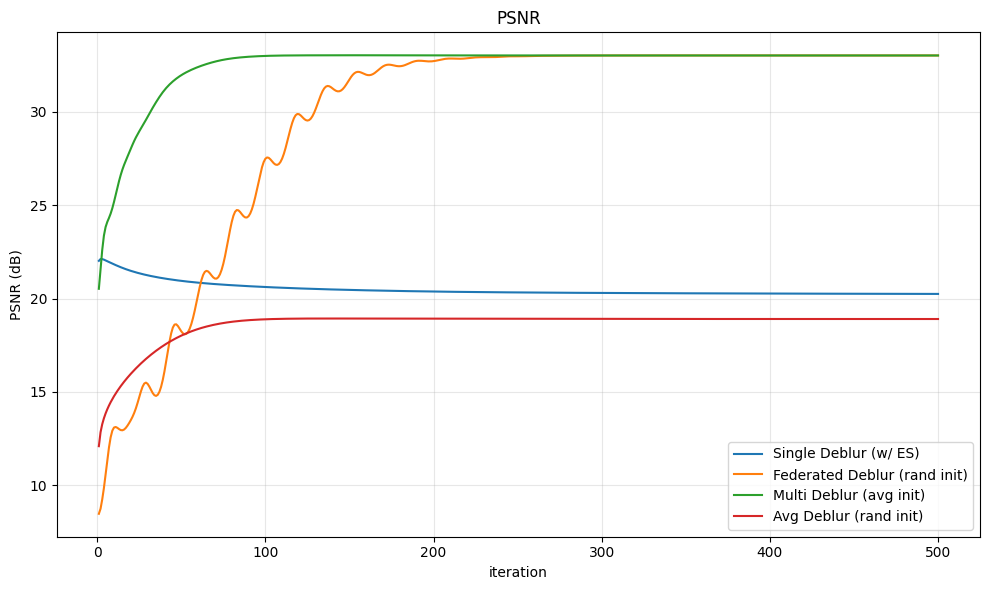 PSNR
PSNR (dB)
30
25
20
15
10
0
100
200
300
400
500
iteration
Single Deblur (w/ ES)
Federated Deblur (rand init)
Multi Deblur (avg init)
Avg Deblur (rand init)